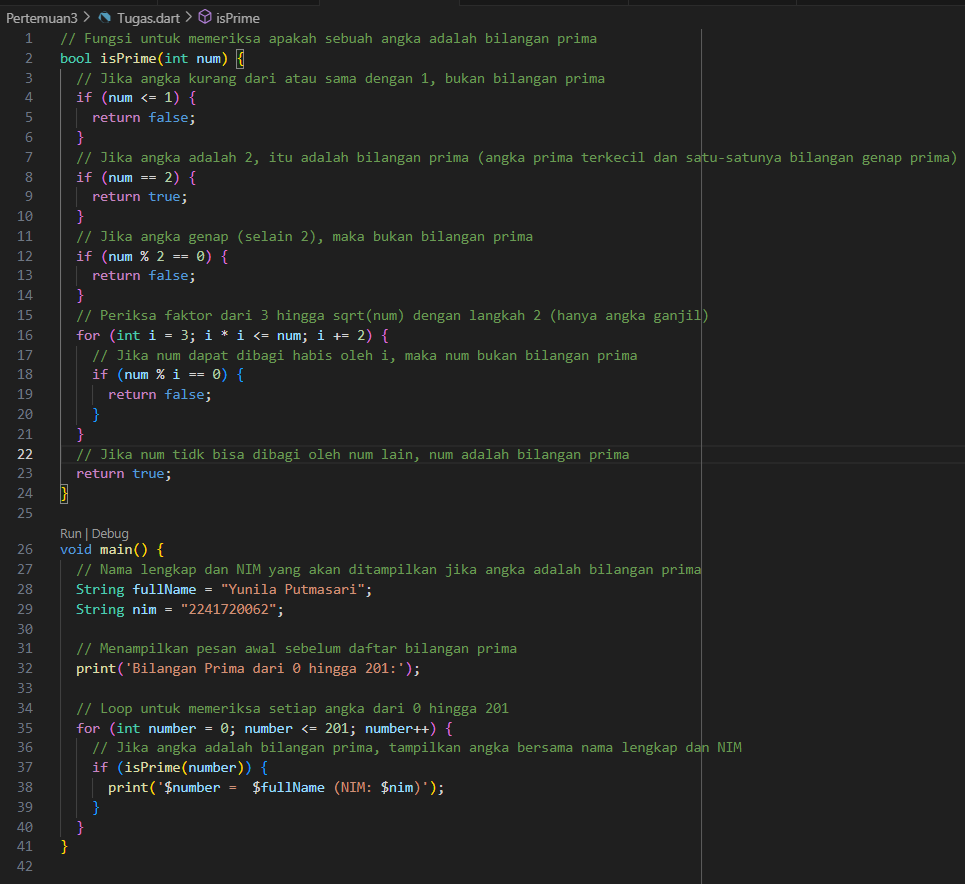 Pertemuan3 > Tugas.dart > isPrime
1 // Fungsi untuk memeriksa apakah sebuah angka adalah bilangan prima
2 bool isPrime(int num) {
3   // Jika angka kurang dari atau sama dengan 1, bukan bilangan prima
4   if (num <= 1) {
5     return false;
6   }
7   // Jika angka adalah 2, itu adalah bilangan prima (angka prima terkecil dan satu-satunya bilangan genap prima)
8   if (num == 2) {
9     return true;
10   }
11   // Jika angka genap (selain 2), maka bukan bilangan prima
12   if (num % 2 == 0) {
13     return false;
14   }
15   // Periksa faktor dari 3 hingga sqrt(num) dengan langkah 2 (hanya angka ganjil)
16   for (int i = 3; i * i <= num; i += 2) {
17     // Jika num dapat dibagi habis oleh i, maka num bukan bilangan prima
18     if (num % i == 0) {
19       return false;
20     }
21   }
22   // Jika num tidk bisa dibagi oleh num lain, num adalah bilangan prima
23   return true;
24 }
25
Run | Debug
26 void main() {
27   // Nama lengkap dan NIM yang akan ditampilkan jika angka adalah bilangan prima
28   String fullName = "Yunila Putmasari";
29   String nim = "2241720062";
30
31   // Menampilkan pesan awal sebelum daftar bilangan prima
32   print('Bilangan Prima dari 0 hingga 201:');
33
34   // Loop untuk memeriksa setiap angka dari 0 hingga 201
35   for (int number = 0; number <= 201; number++) {
36     // Jika angka adalah bilangan prima, tampilkan angka bersama nama lengkap dan NIM
37     if (isPrime(number)) {
38       print('$number =  $fullName (NIM: $nim)');
39     }
40   }
41 }
42